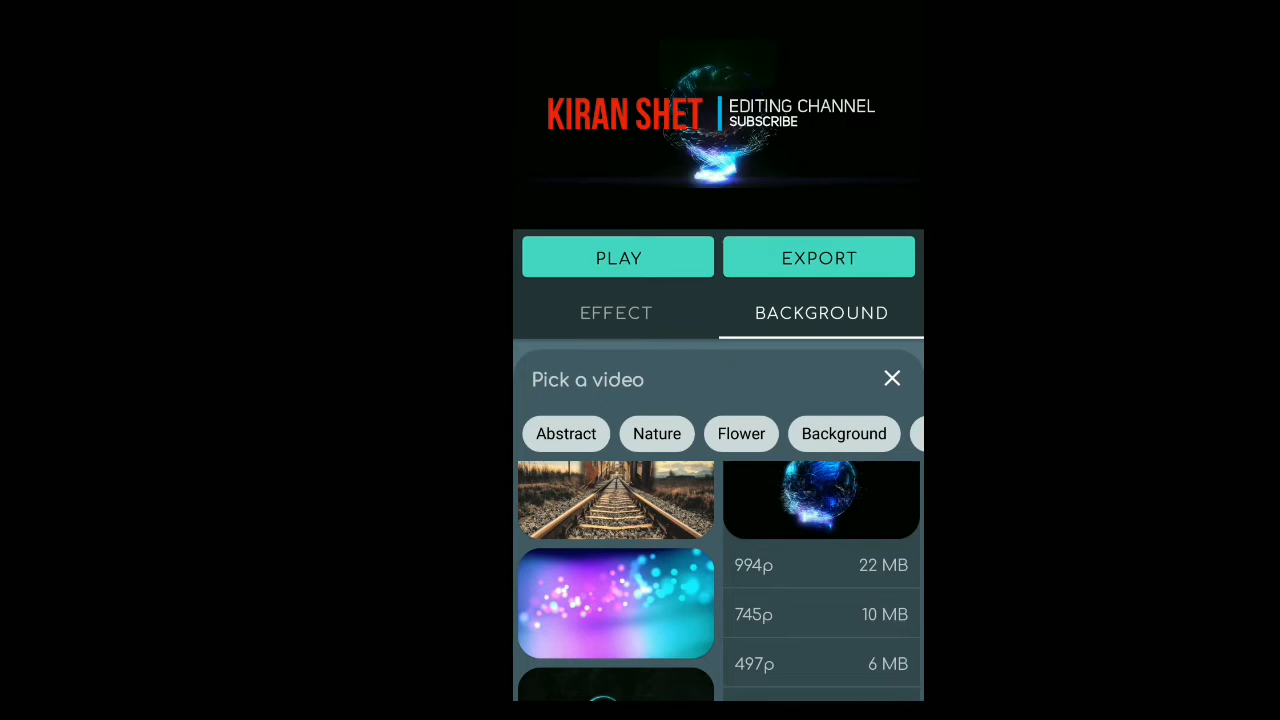 KIRAN SHET
EDITING CHANNEL
SUBSCRIBE
PLAY
EXPORT
EFFECT
BACKGROUND
Pick a video
Abstract
Nature
Flower
Background
994p 22 MB
745p 10 MB
497p 6 MB